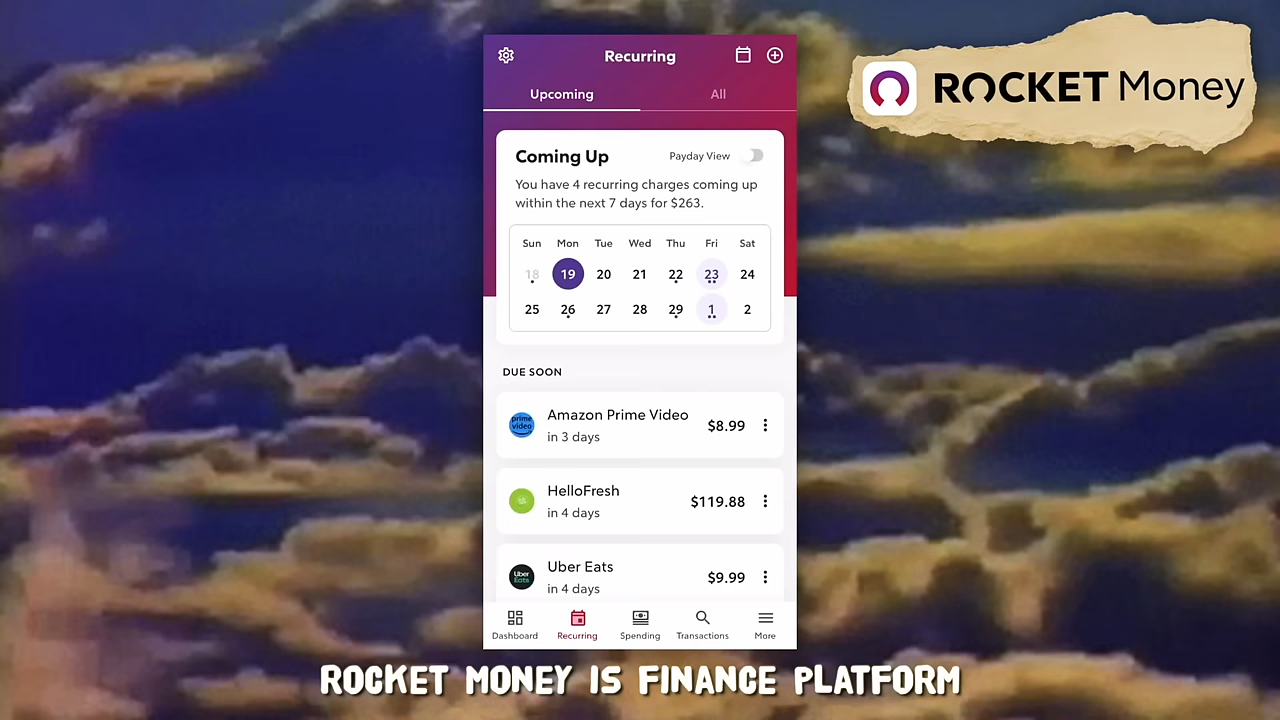 Recurring
Upcoming All
ROCKET Money
Coming Up Payday View
You have 4 recurring charges coming up
within the next 7 days for $263.
Sun Mon Tue Wed Thu Fri Sat
18 19 20 21 22 23 24
25 26 27 28 29 1 2
DUE SOON
prime video
Amazon Prime Video $8.99
in 3 days
HelloFresh $119.88
in 4 days
Uber Eats
Uber Eats $9.99
in 4 days
Dashboard Recurring Spending Transactions More
ROCKET MONEY IS FINANCE PLATFORM